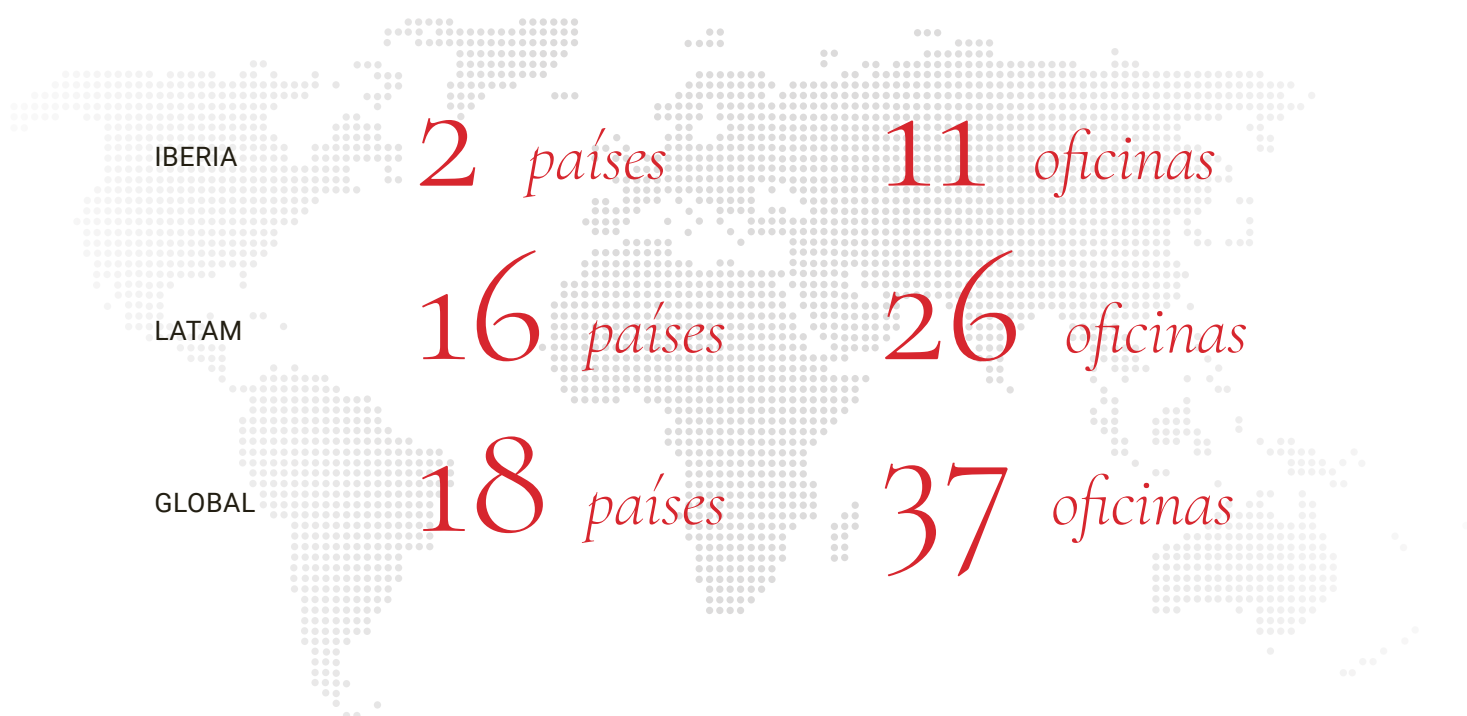 IBERIA 2 países 11 oficinas
LATAM 16 países 26 oficinas
GLOBAL 18 países 37 oficinas